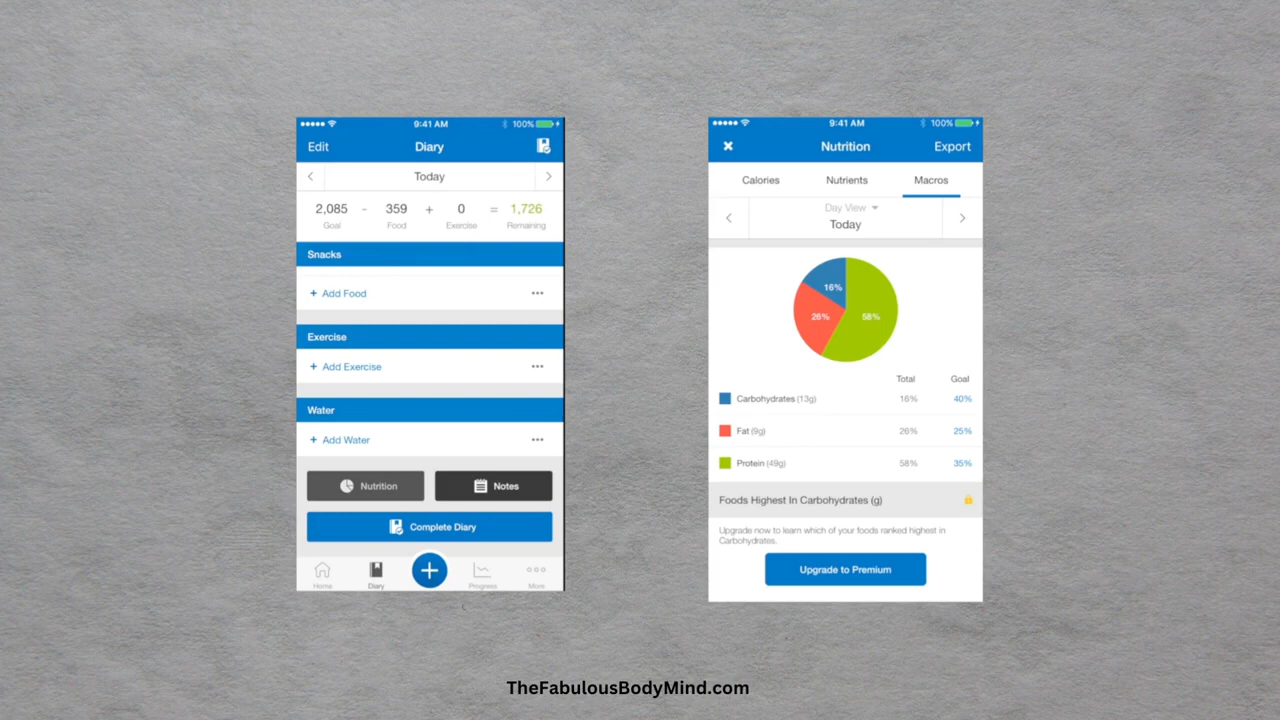 9:41 AM
100%
Edit
Diary
Today
2,085 - 359 + 0 = 1,726
Goal Food Exercise Remaining
Snacks
+ Add Food
Exercise
+ Add Exercise
Water
+ Add Water
Nutrition
Notes
Complete Diary
Home Diary Progress More
9:41 AM
100%
Nutrition
Export
Calories Nutrients Macros
Day View
Today
16%
26%
58%
Total Goal
Carbohydrates (13g) 16% 40%
Fat (9g) 26% 25%
Protein (49g) 58% 35%
Foods Highest In Carbohydrates (g)
Upgrade now to learn which of your foods ranked highest in
Carbohydrates.
Upgrade to Premium
TheFabulousBodyMind.com